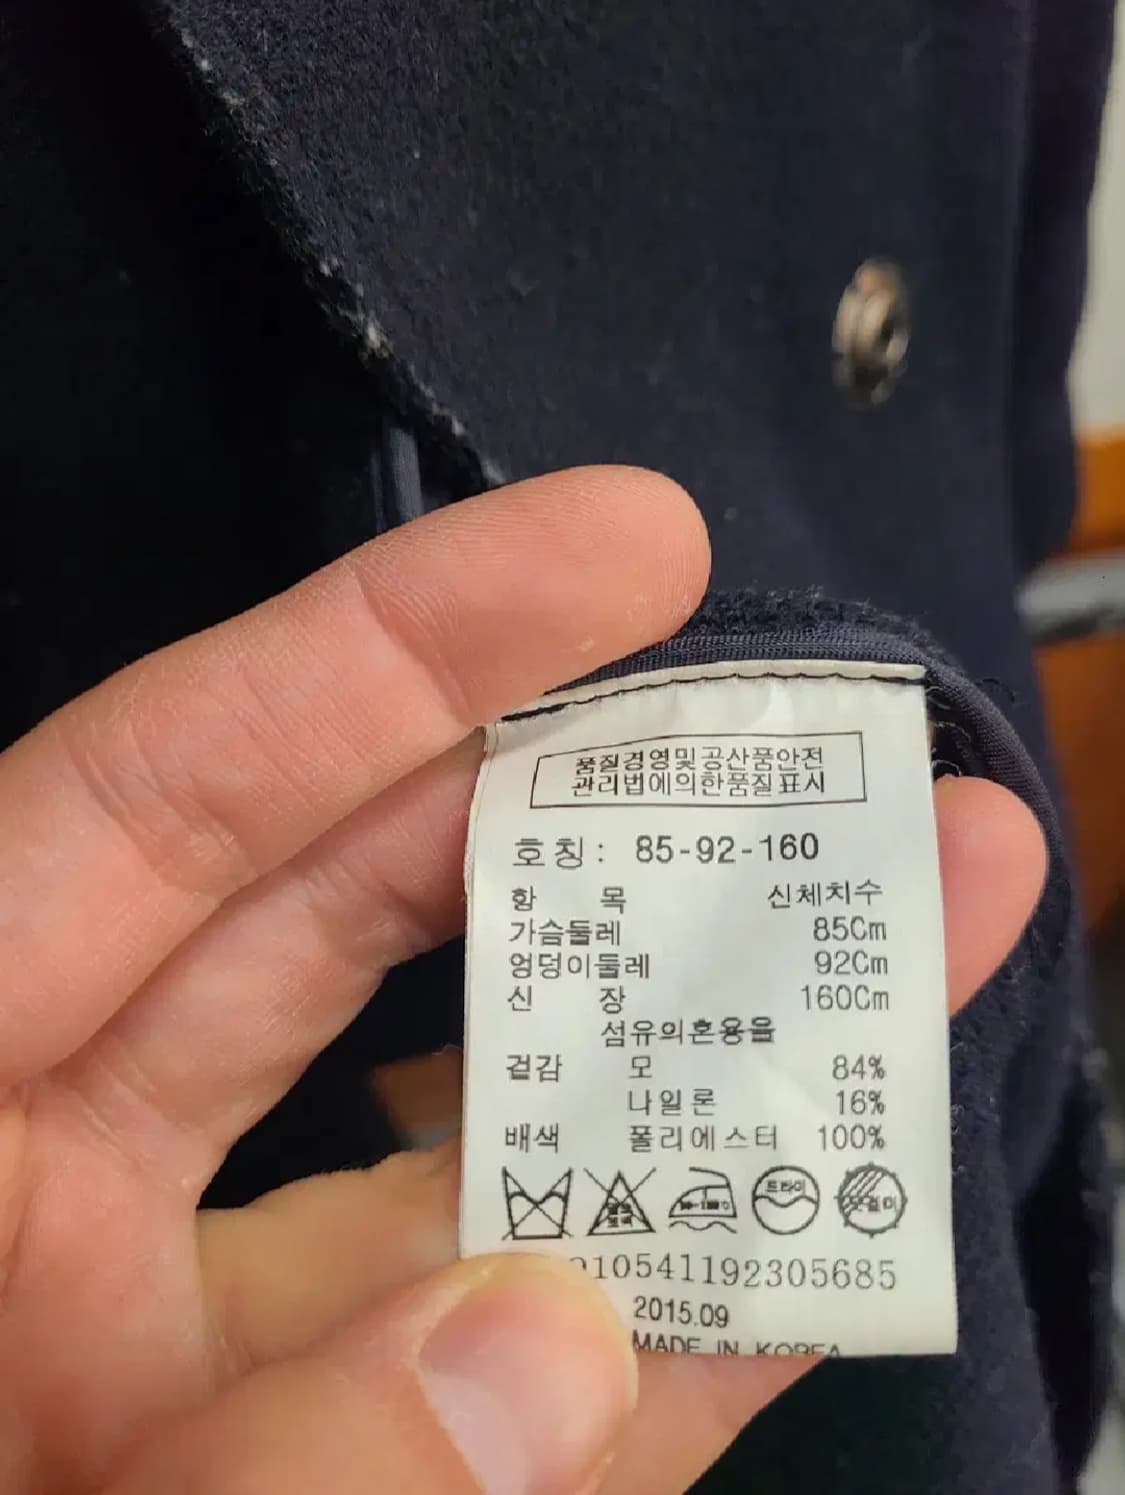 품질경영및공산품안전
관리법에의한품질표시
호칭: 85-92-160
항 목 신체치수
가슴둘레 85Cm
엉덩이둘레 92Cm
신 장 160Cm
섬유의혼용율
겉감 모 84%
나일론 16%
배색 폴리에스터 100%
드라이
10541192305685
2015.09
MADE IN KOREA